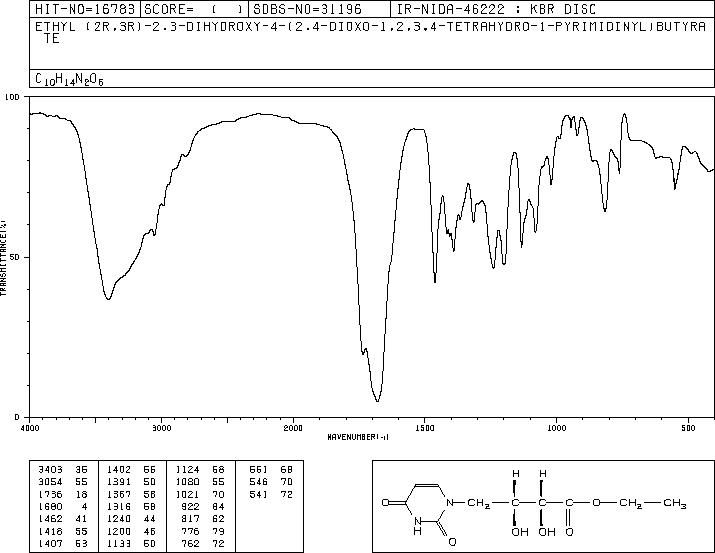 HIT-NO=16783 SCORE= ( ) SDBS-NO=31196 IR-NIDA-46222 : KBR DISC
ETHYL (2R,3R)-2,3-DIHYDROXY-4-(2,4-DIOXO-1,2,3,4-TETRAHYDRO-1-PYRIMIDINYL)BUTYRA
TE
C10H14N2O6
100
50
0
TRANSMITTANCE(%)
4000 3000 2000 1500 1000 500
WAVENUMBER(-1)
3403 36 1402 56 1124 68 661 68
3054 55 1391 50 1080 55 546 70
1736 18 1367 58 1021 70 541 72
1680 4 1316 68 922 84
1462 41 1240 44 817 62
1418 55 1200 46 776 79
1407 63 1133 60 762 72
H H
O N CH2 C C C O CH2 CH3
NH OH OH O
O